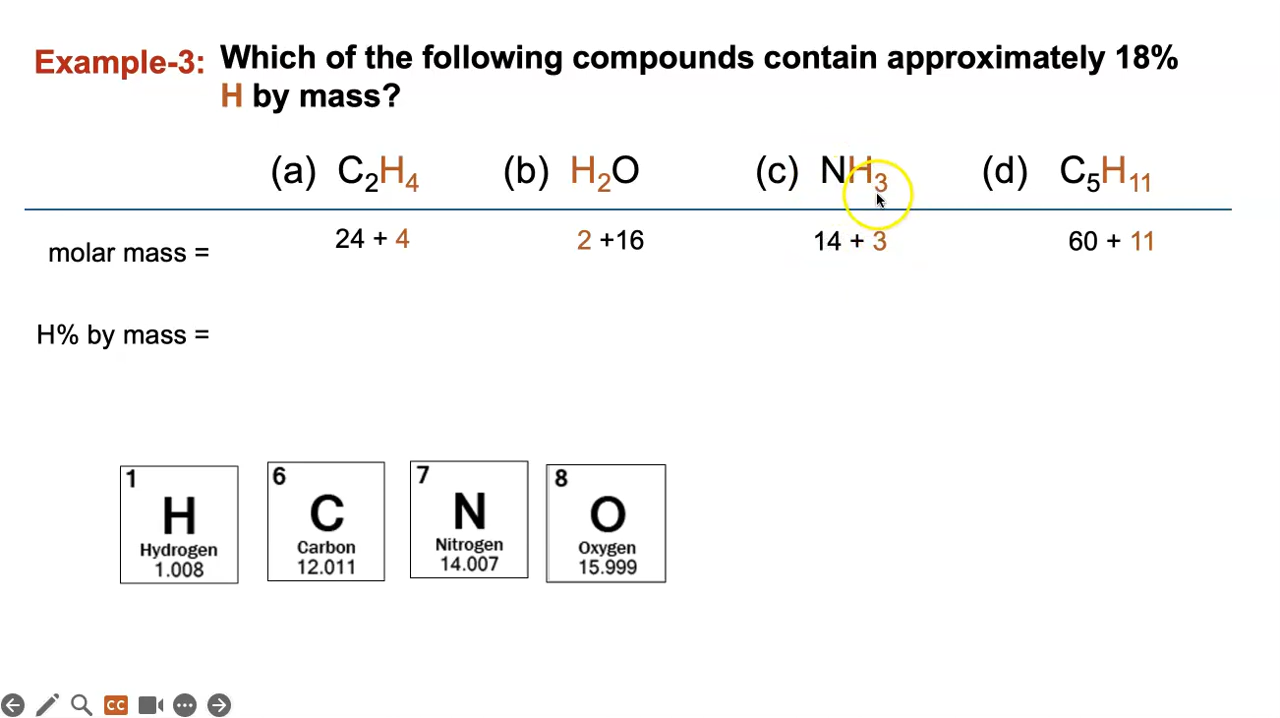 Example-3: Which of the following compounds contain approximately 18%
H by mass?
(a) C₂H₄ (b) H₂O (c) NH₃ (d) C₅H₁₁
molar mass = 24 + 4 2 +16 14 + 3 60 + 11
H% by mass =
1 6 7 8
H C N O
Hydrogen Carbon Nitrogen Oxygen
1.008 12.011 14.007 15.999
CC